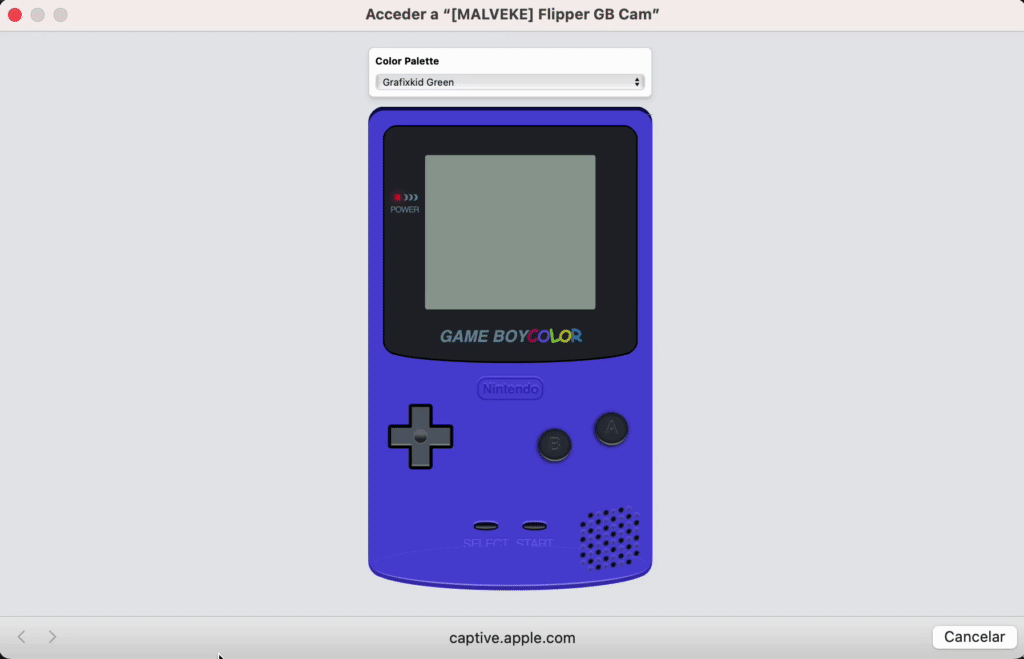 Acceder a “[MALVEKE] Flipper GB Cam”
Color Palette
Grafixkid Green
POWER
GAME BOY COLOR
Nintendo
A
B
SELECT START
captive.apple.com
Cancelar